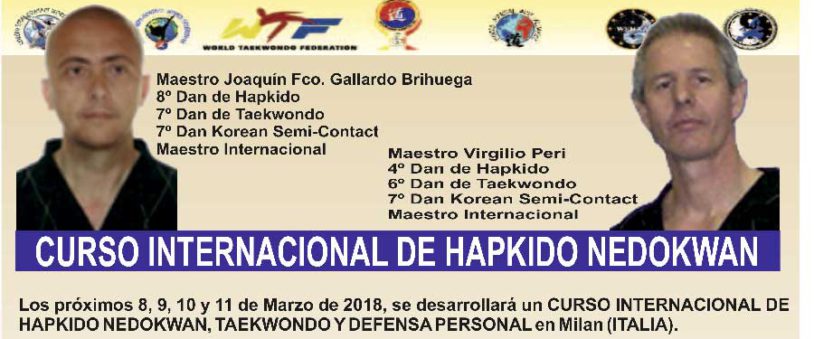 WORLD TAEKWONDO FEDERATION
Maestro Joaquín Fco. Gallardo Brihuega
8º Dan de Hapkido
7º Dan de Taekwondo
7º Dan Korean Semi-Contact
Maestro Internacional
Maestro Virgilio Peri
4º Dan de Hapkido
6º Dan de Taekwondo
7º Dan Korean Semi-Contact
Maestro Internacional
CURSO INTERNACIONAL DE HAPKIDO NEDOKWAN
Los próximos 8, 9, 10 y 11 de Marzo de 2018, se desarrollará un CURSO INTERNACIONAL DE
HAPKIDO NEDOKWAN, TAEKWONDO Y DEFENSA PERSONAL en Milan (ITALIA).